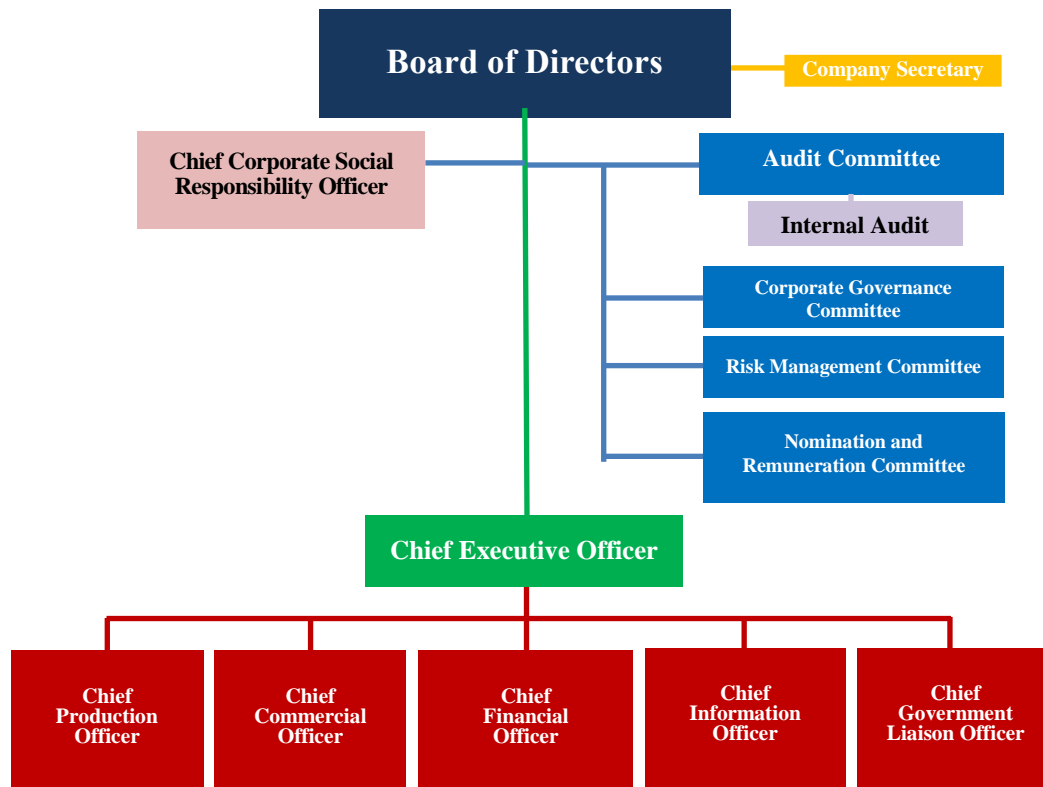 Board of Directors
Company Secretary
Chief Corporate Social
Responsibility Officer
Audit Committee
Internal Audit
Corporate Governance
Committee
Risk Management Committee
Nomination and
Remuneration Committee
Chief Executive Officer
Chief
Production
Officer
Chief
Commercial
Officer
Chief
Financial
Officer
Chief
Information
Officer
Chief
Government
Liaison Officer